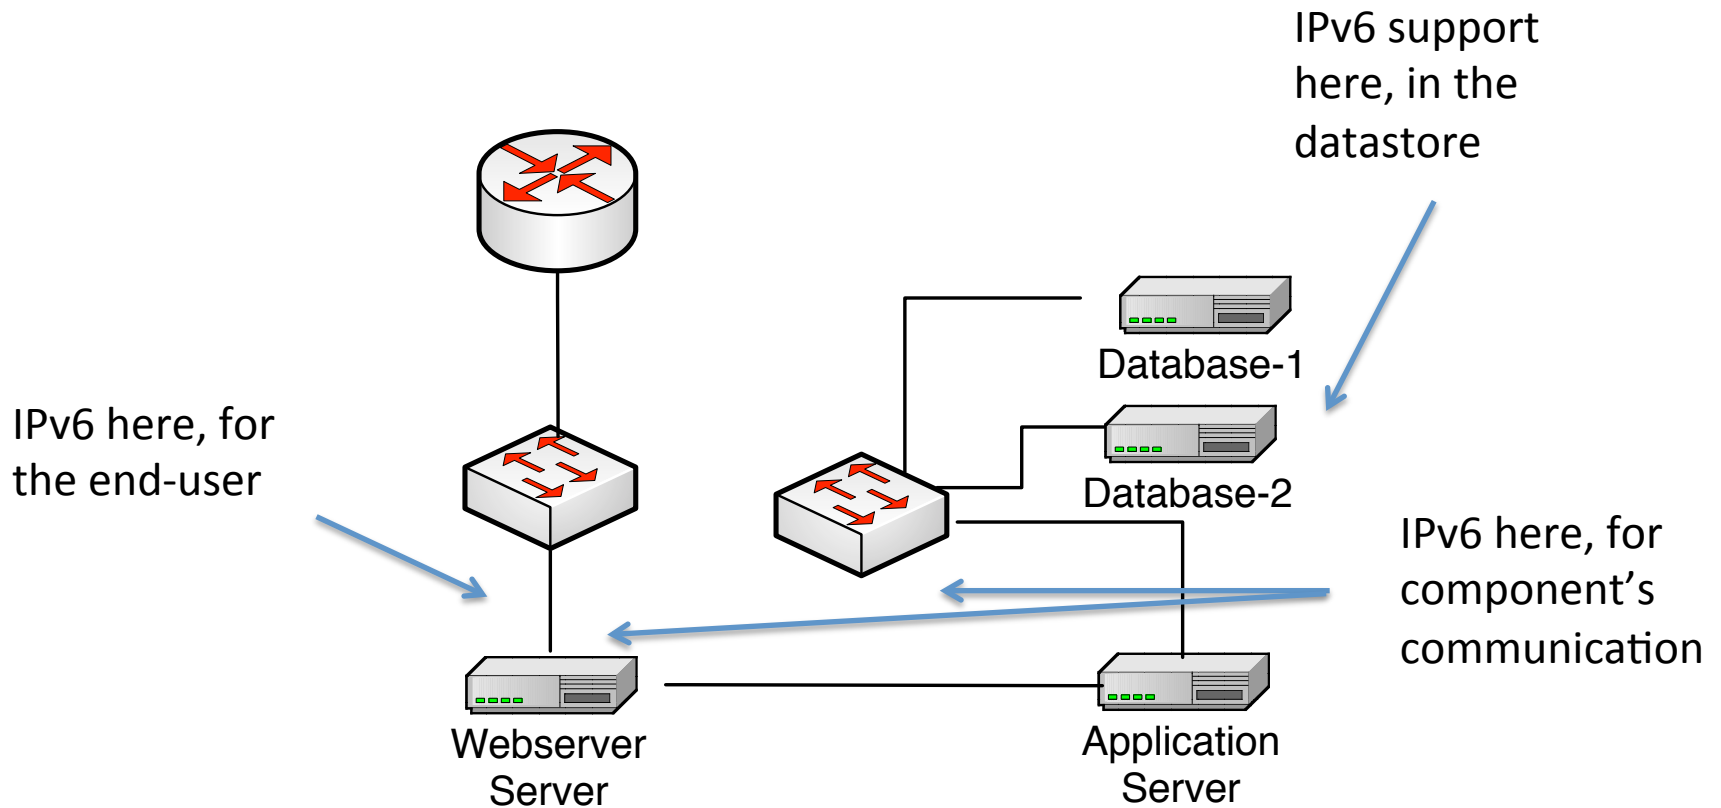 IPv6 support
here, in the
datastore
Database-1
IPv6 here, for
the end-user
Database-2
IPv6 here, for
component’s
communication
Webserver
Server
Application
Server